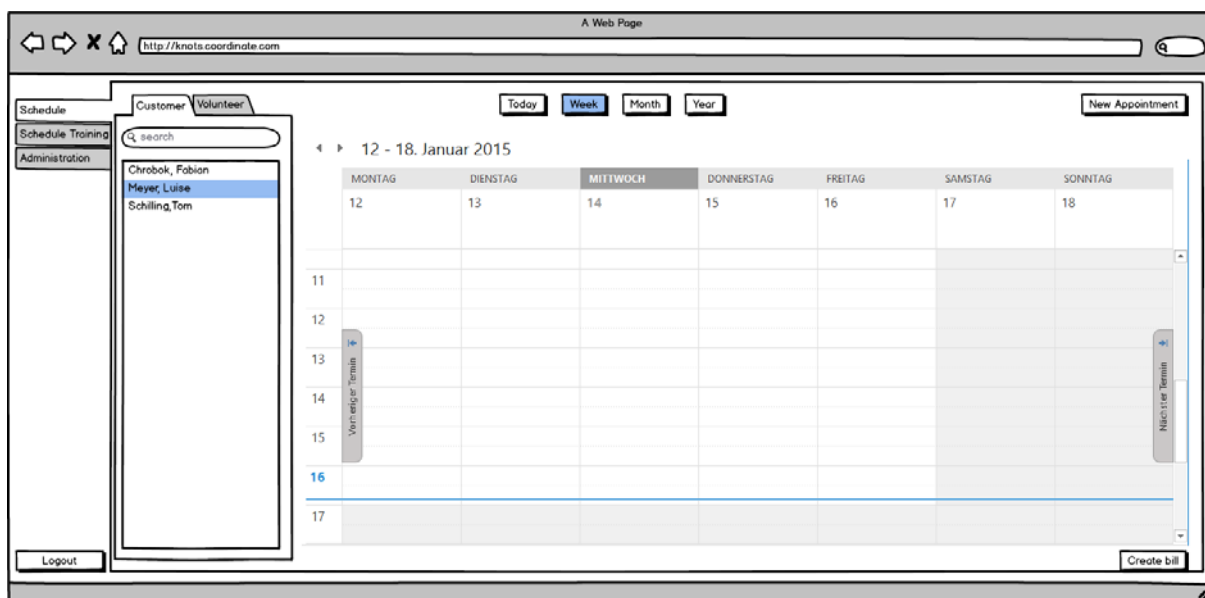 A Web Page
http://knots.coordinate.com
Schedule
Schedule Training
Administration
Logout
Customer Volunteer
search
Chrobok, Fabian
Meyer, Luise
Schilling,Tom
Today Week Month Year
New Appointment
12 - 18. Januar 2015
MONTAG DIENSTAG MITTWOCH DONNERSTAG FREITAG SAMSTAG SONNTAG
12 13 14 15 16 17 18
11
12
13
14
15
16
17
Vorheriger Termin
Nächster Termin
Create bill